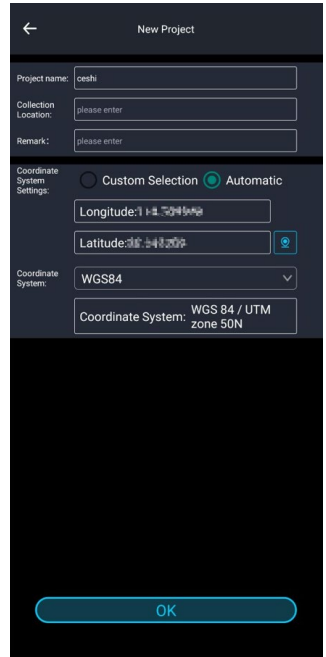 New Project
Project name:
ceshi
Collection
Location:
please enter
Remark:
please enter
Coordinate
System
Settings:
Custom Selection
Automatic
Longitude:
Latitude:
Coordinate
System:
WGS84
Coordinate System:
WGS 84 / UTM
zone 50N
OK